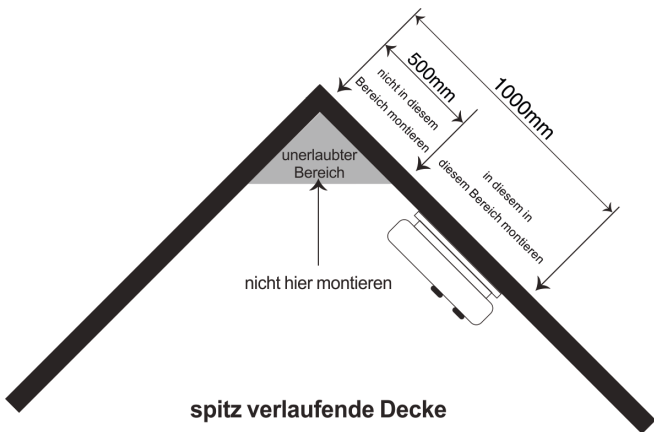 500mm
1000mm
nicht in diesem
Bereich montieren
in diesem in
diesem Bereich montieren
unerlaubter
Bereich
nicht hier montieren
spitz verlaufende Decke